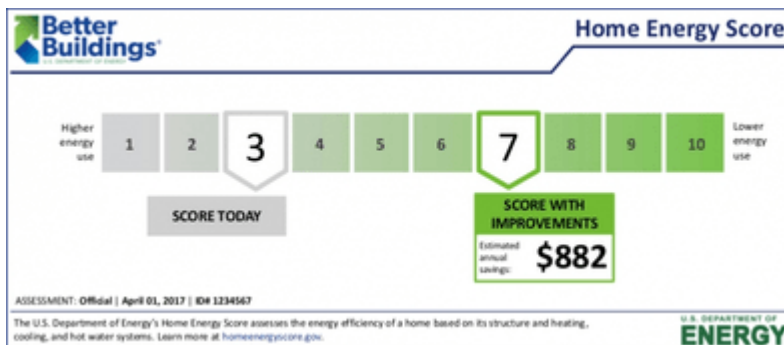 Better
Buildings®
U.S. DEPARTMENT OF ENERGY
Home Energy Score
Higher
energy
use
1 2 3 4 5 6 7 8 9 10
Lower
energy
use
SCORE TODAY
SCORE WITH
IMPROVEMENTS
Estimated
annual
savings:
$882
ASSESSMENT: Official | April 01, 2017 | ID# 1234567
The U.S. Department of Energy's Home Energy Score assesses the energy efficiency of a home based on its structure and heating,
cooling, and hot water systems. Learn more at homeenergyscore.gov.
U.S. DEPARTMENT OF
ENERGY